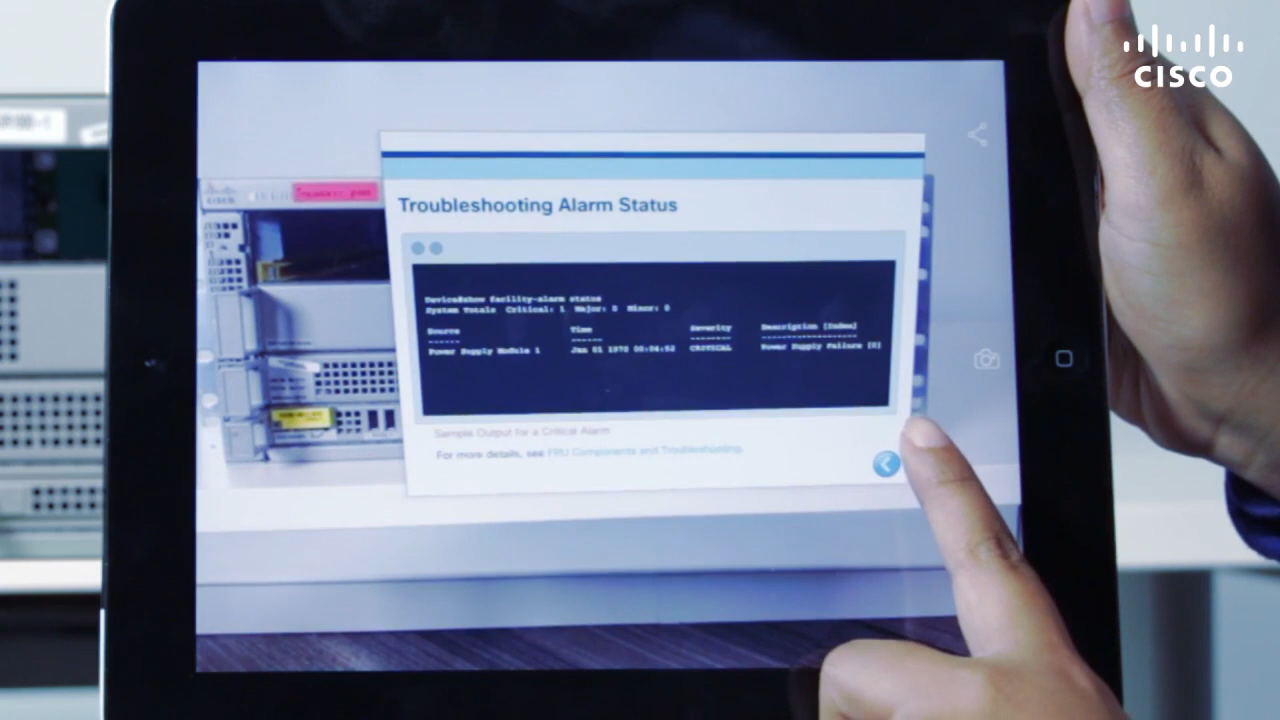 CISCO
Troubleshooting Alarm Status
Device#show facility-alarm status
System Totals Critical: 1 Major: 0 Minor: 0
Source Time Severity Description [Index]
Power Supply Module 1 Jan 01 1970 00:04:52 CRITICAL Power Supply Failure [0]
Sample Output for a Critical Alarm
For more details, see FRU Components and Troubleshooting.